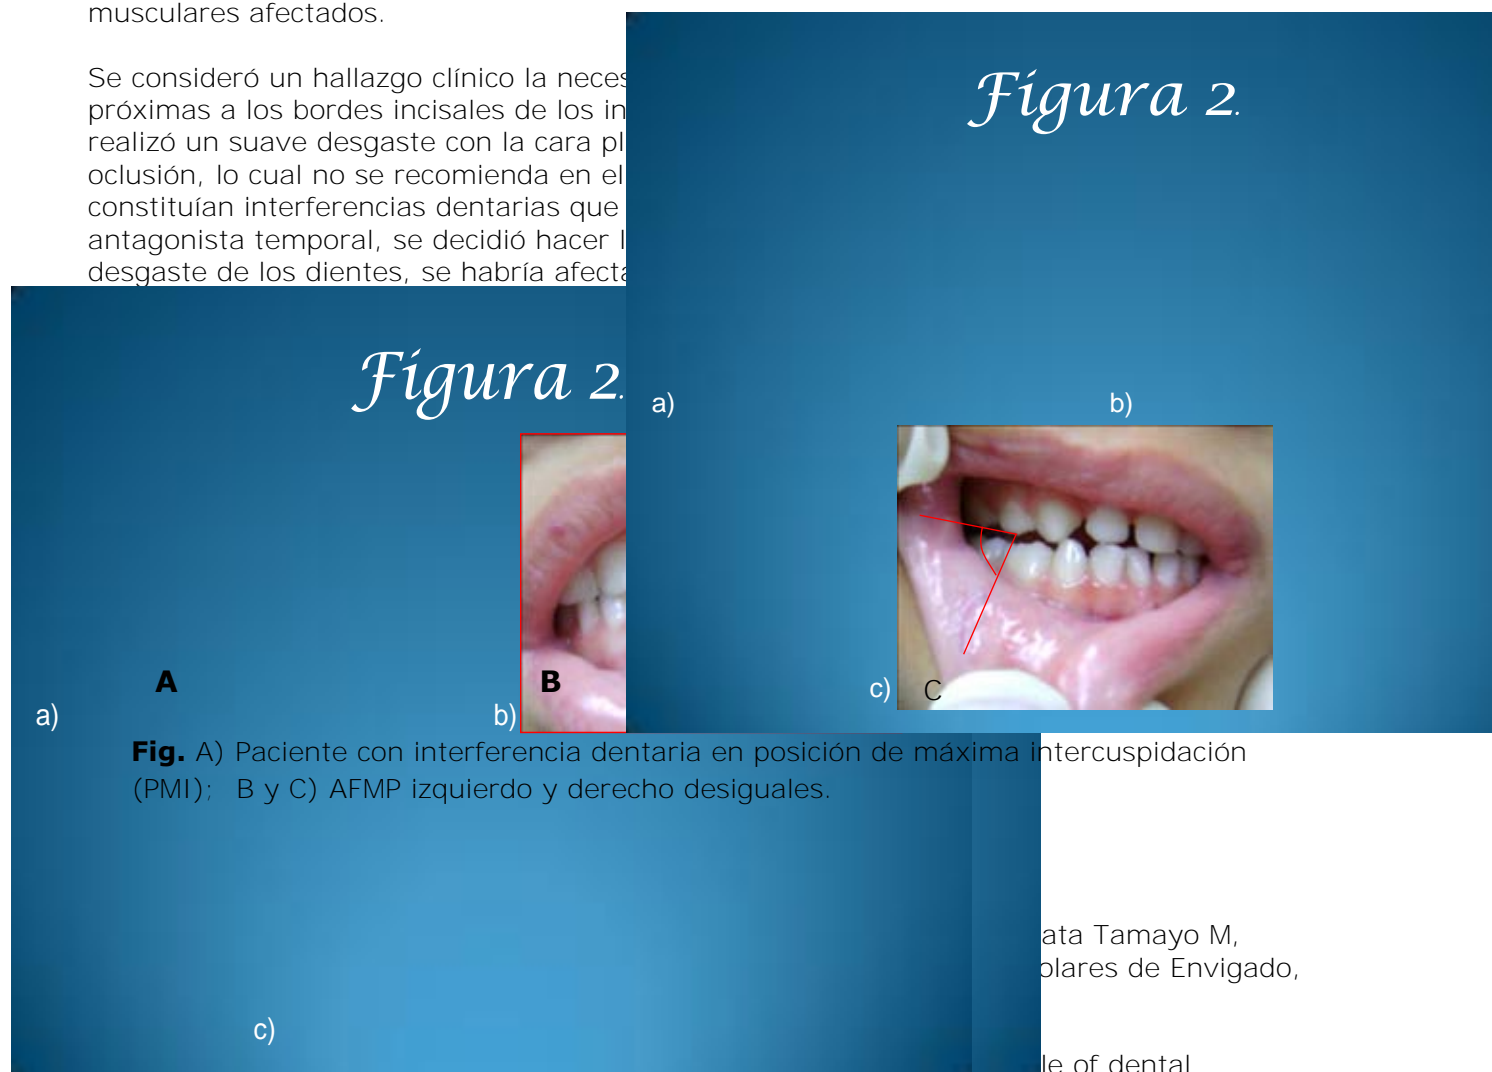 musculares afectados.
Se consideró un hallazgo clínico la neces
próximas a los bordes incisales de los in
realizó un suave desgaste con la cara pl
oclusión, lo cual no se recomienda en el
constituían interferencias dentarias que
antagonista temporal, se decidió hacer l
desgaste de los dientes, se habría afecta
Figura 2.
a)
b)
c)
C
Figura 2.
A
B
a)
b)
Fig. A) Paciente con interferencia dentaria en posición de máxima intercuspidación
(PMI); B y C) AFMP izquierdo y derecho desiguales.
ata Tamayo M,
olares de Envigado,
c)
le of dental